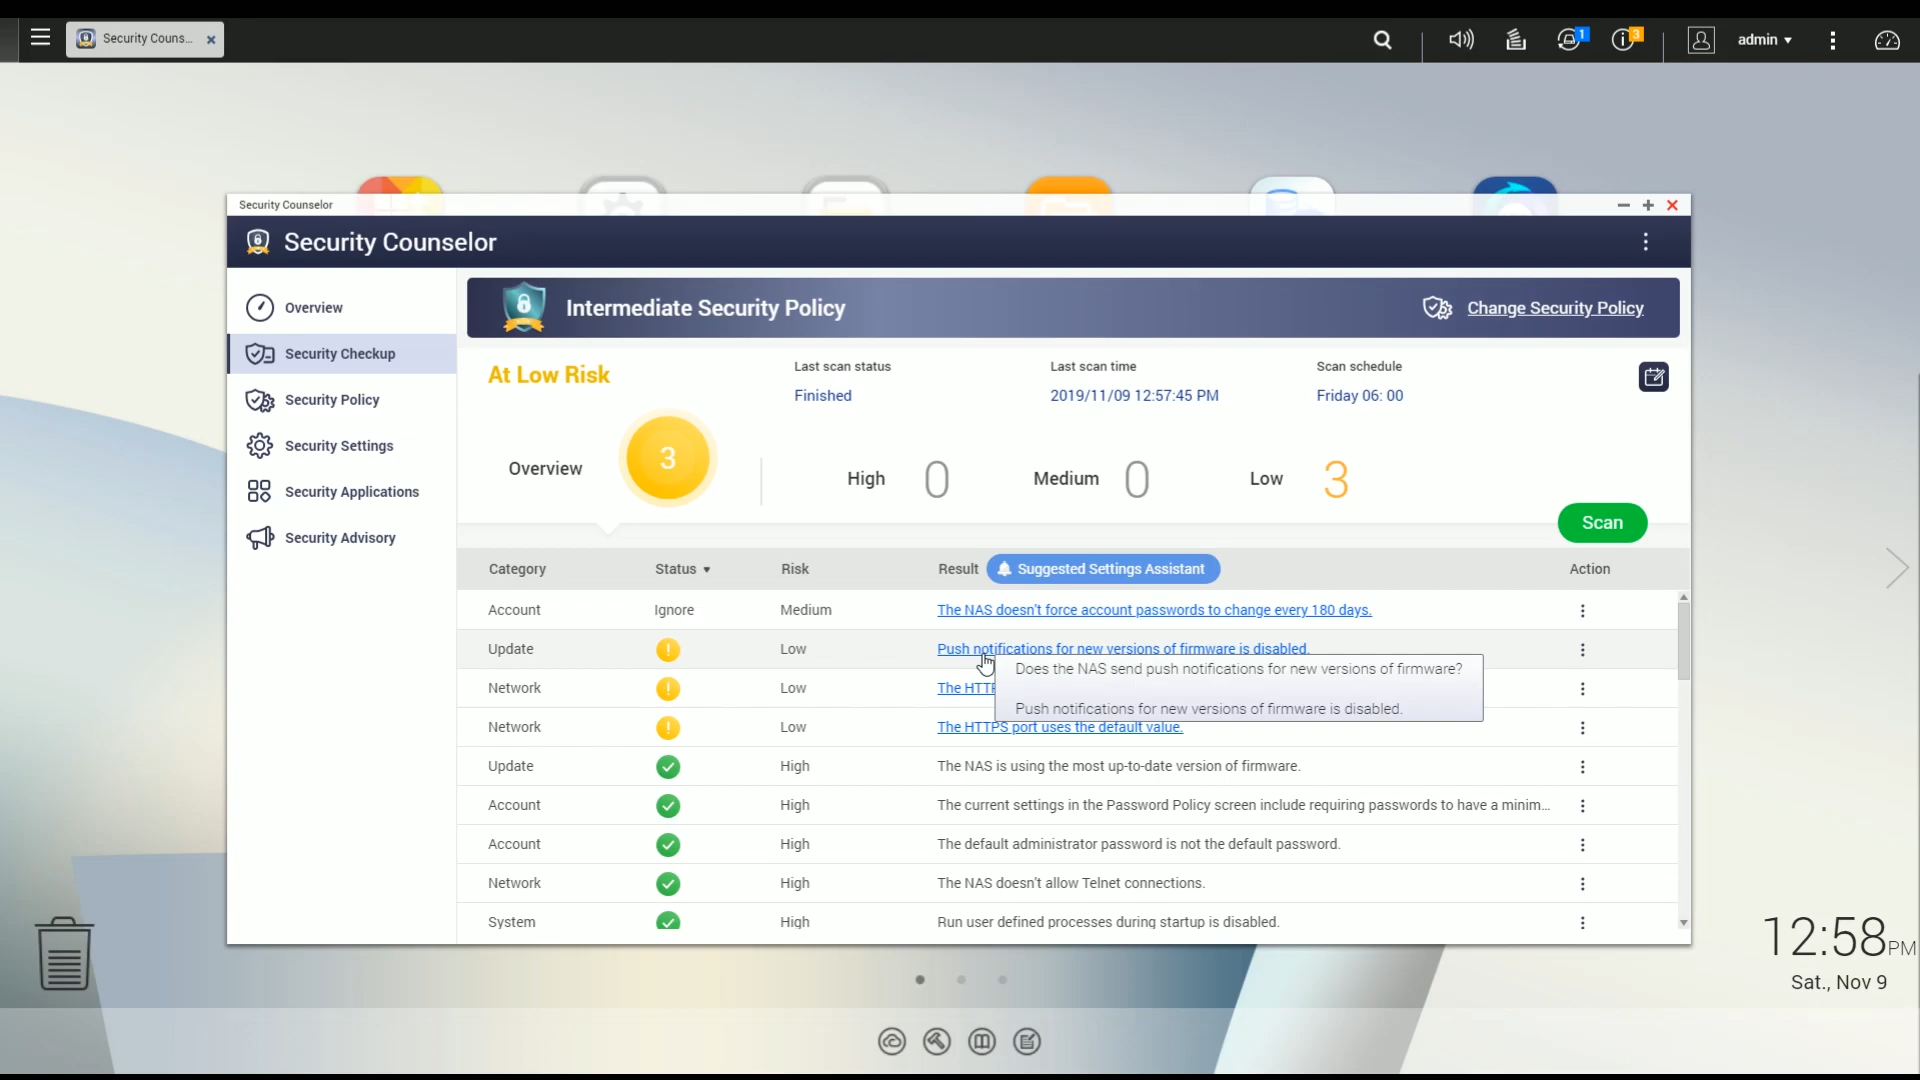 Security Couns...
1
3
admin
Security Counselor
Security Counselor
Overview
Security Checkup
Security Policy
Security Settings
Security Applications
Security Advisory
Intermediate Security Policy
Change Security Policy
At Low Risk
Last scan status
Finished
Last scan time
2019/11/09 12:57:45 PM
Scan schedule
Friday 06: 00
Overview
3
High 0
Medium 0
Low 3
Scan
Category Status Risk Result Suggested Settings Assistant Action
Account Ignore Medium The NAS doesn't force account passwords to change every 180 days.
Update Low Push notifications for new versions of firmware is disabled.
Does the NAS send push notifications for new versions of firmware?
Push notifications for new versions of firmware is disabled.
Network Low The HTTP
Network Low The HTTPS port uses the default value.
Update High The NAS is using the most up-to-date version of firmware.
Account High The current settings in the Password Policy screen include requiring passwords to have a minim...
Account High The default administrator password is not the default password.
Network High The NAS doesn't allow Telnet connections.
System High Run user defined processes during startup is disabled.
12:58 PM
Sat., Nov 9